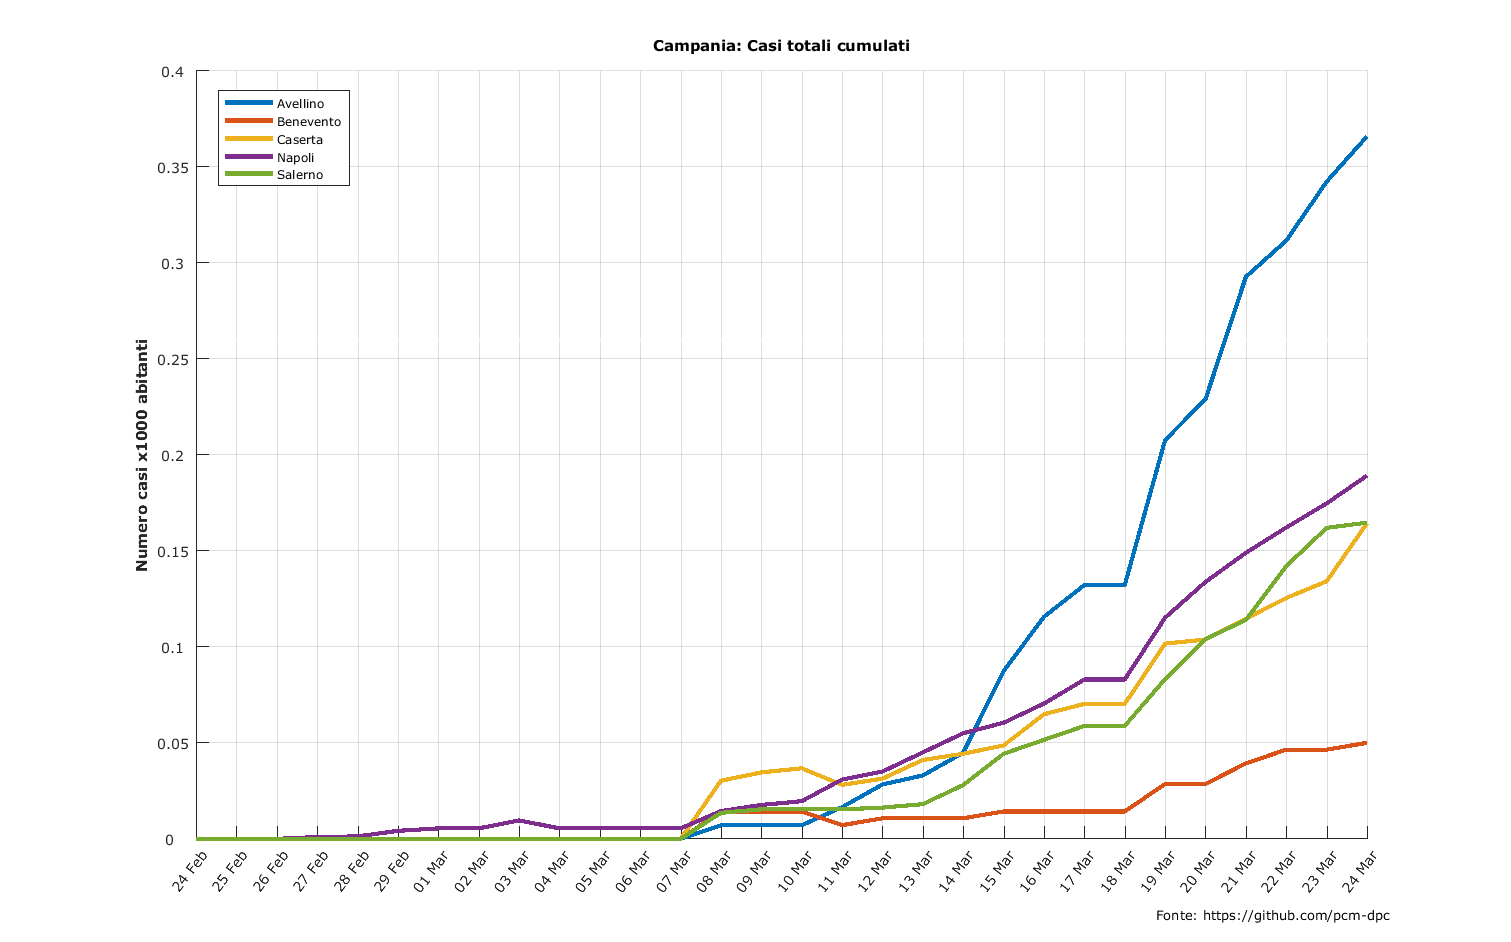 Campania: Casi totali cumulati
Numero casi x1000 abitanti
0.4
0.35
0.3
0.25
0.2
0.15
0.1
0.05
0
Avellino
Benevento
Caserta
Napoli
Salerno
24 Feb
25 Feb
26 Feb
27 Feb
28 Feb
29 Feb
01 Mar
02 Mar
03 Mar
04 Mar
05 Mar
06 Mar
07 Mar
08 Mar
09 Mar
10 Mar
11 Mar
12 Mar
13 Mar
14 Mar
15 Mar
16 Mar
17 Mar
18 Mar
19 Mar
20 Mar
21 Mar
22 Mar
23 Mar
24 Mar
Fonte: https://github.com/pcm-dpc